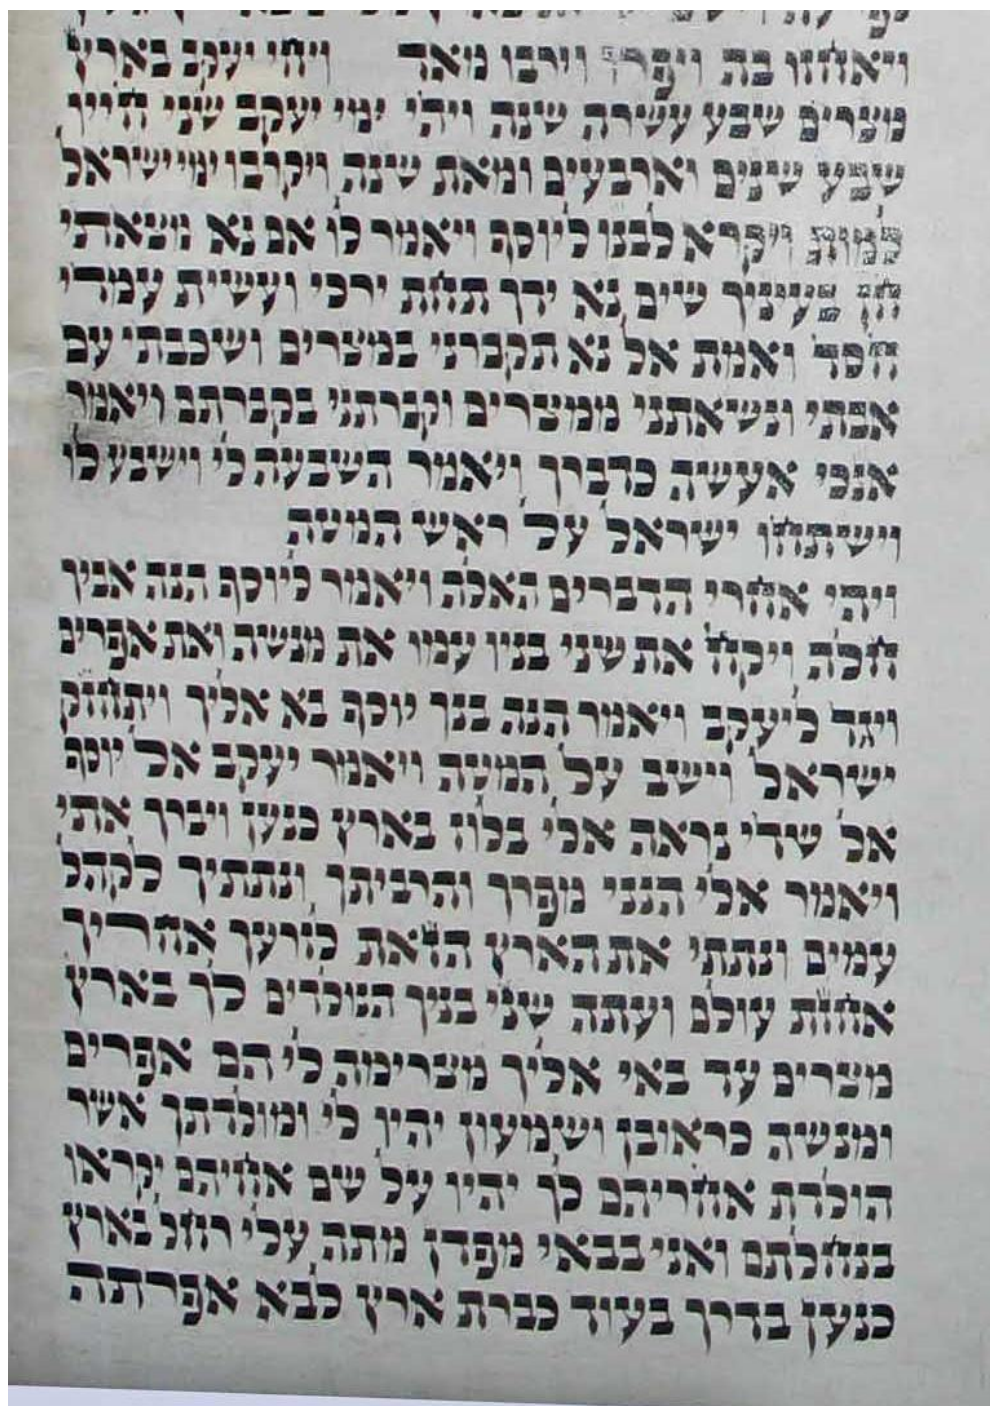 ויאחזו בה ויפרו וירבו מאד ויחי יעקב בארץ
מצרים שבע עשרה שנה ויהי ימי יעקב שני חייו
שבע שנים וארבעים ומאת שנה ויקרבו ימי ישראל
למות ויקרא לבנו ליוסף ויאמר לו אם נא מצאתי
חן בעיניך שים נא ידך תחת ירכי ועשית עמדי
חסד ואמת אל נא תקברני במצרים ושכבתי עם
אבתי ונשאתני ממצרים וקברתני בקברתם ויאמר
אנכי אעשה כדברך ויאמר השבעה לי וישבע לו
וישתחו ישראל על ראש המטה
ויהי אחרי הדברים האלה ויאמר ליוסף הנה אביך
חלה ויקח את שני בניו עמו את מנשה ואת אפרים
ויגד ליעקב ויאמר הנה בנך יוסף בא אליך ויתחזק
ישראל וישב על המטה ויאמר יעקב אל יוסף
אל שדי נראה אלי בלוז בארץ כנען ויברך אתי
ויאמר אלי הנני מפרך והרביתך ונתתיך לקהל
עמים ונתתי את הארץ הזאת לזרעך אחריך
אחזת עולם ועתה שני בניך הנולדים לך בארץ
מצרים עד באי אליך מצרימה לי הם אפרים
ומנשה כראובן ושמעון יהיו לי ומולדתך אשר
הולדת אחריהם לך יהיו על שם אחיהם יקראו
בנחלתם ואני בבאי מפדן מתה עלי רחל בארץ
כנען בדרך בעוד כברת ארץ לבא אפרתה